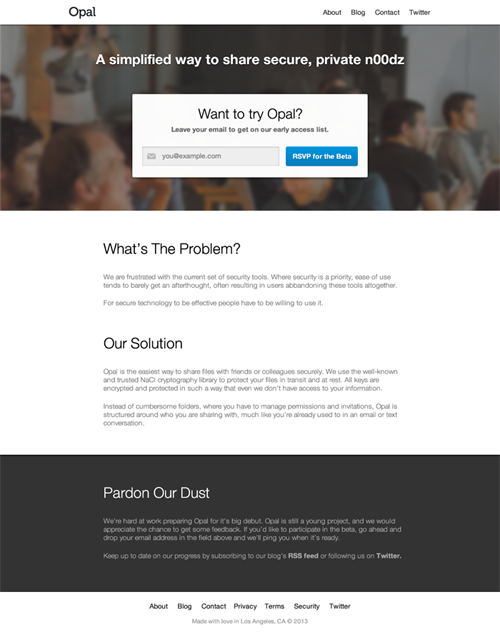 Opal
About Blog Contact Twitter
A simplified way to share secure, private n00dz
Want to try Opal?
Leave your email to get on our early access list.
you@example.com
RSVP for the Beta
What's The Problem?
We are frustrated with the current set of security tools. Where security is a priority, ease of use
tends to barely get an afterthought, often resulting in users abbandoning these tools altogether.
For secure technology to be effective people have to be willing to use it.
Our Solution
Opal is the easiest way to share files with friends or colleagues securely. We use the well-known
and trusted NaCl cryptography library to protect your files in transit and at rest. All keys are
encrypted and protected in such a way that even we don't have access to your information.
Instead of cumbersome folders, where you have to manage permissions and invitations, Opal is
structured around who you are sharing with, much like you're already used to in an email or text
conversation.
Pardon Our Dust
We're hard at work preparing Opal for it's big debut. Opal is still a young project, and we would
appreciate the chance to get some feedback. If you'd like to participate in the beta, go ahead and
drop your email address in the field above and we'll ping you when it's ready.
Keep up to date on our progress by subscribing to our blog's RSS feed or following us on Twitter.
About Blog Contact Privacy Terms Security Twitter
Made with love in Los Angeles, CA © 2013